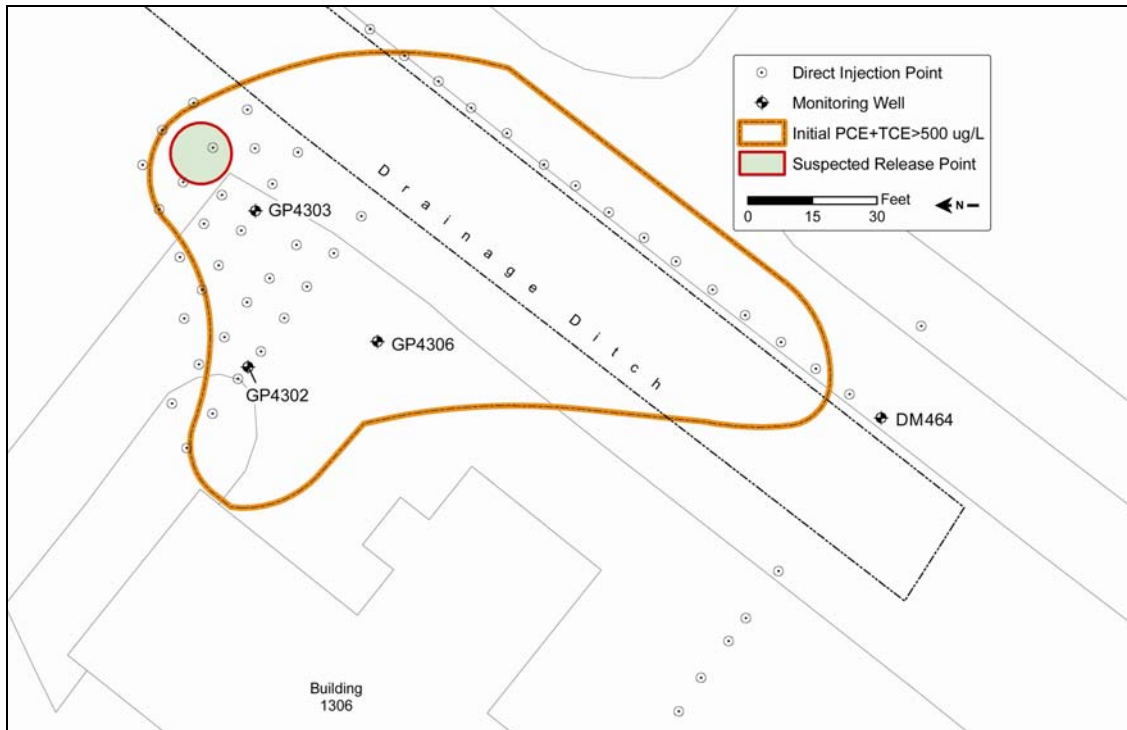 Direct Injection Point
Monitoring Well
Initial PCE+TCE>500 ug/L
Suspected Release Point
Feet
0 15 30
N
GP4303
Drainage Ditch
GP4306
GP4302
DM464
Building
1306